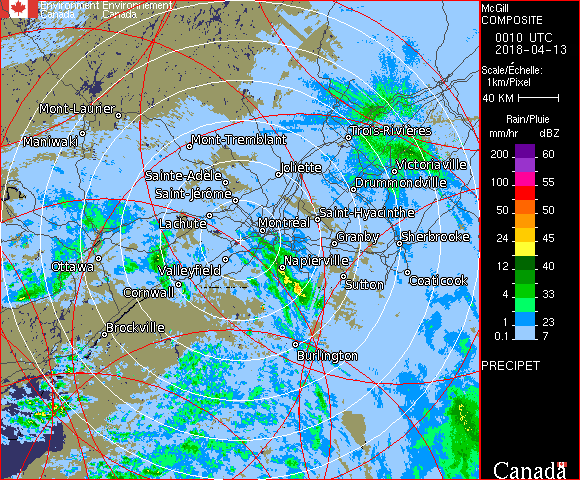 Environment Environnement
Canada Canada
McGill
COMPOSITE
0010 UTC
2018-04-13
Scale/Échelle:
1km/Pixel
40 KM
Rain/Pluie
mm/hr dBZ
200 60
100 55
50 50
24 45
12 40
4 33
1 23
0.1 7
PRECIPET
Mont-Laurier
Maniwaki
Mont-Tremblant
Trois-Rivières
Sainte-Adèle
Joliette
Victoriaville
Saint-Jérôme
Drummondville
Lachute
Montréal
Saint-Hyacinthe
Granby
Sherbrooke
Ottawa
Valleyfield
Napierville
Sutton
Coaticook
Cornwall
Brockville
Burlington
Canada